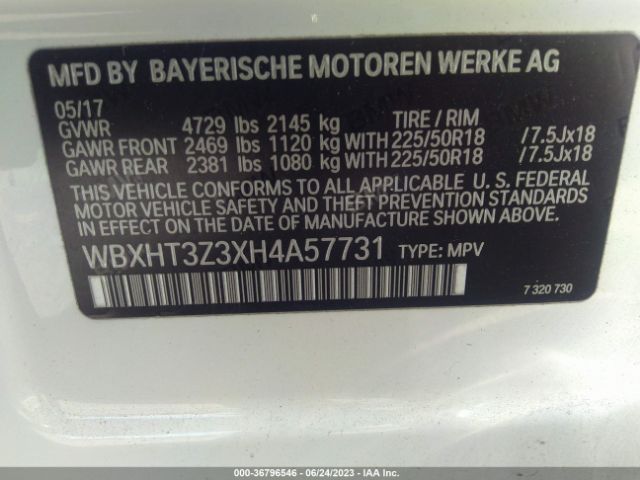 MFD BY BAYERISCHE MOTOREN WERKE AG
05/17 TIRE / RIM
GVWR 4729 lbs 2145 kg
GAWR FRONT 2469 lbs 1120 kg WITH 225/50R18 /7.5Jx18
GAWR REAR 2381 lbs 1080 kg WITH 225/50R18 /7.5Jx18
THIS VEHICLE CONFORMS TO ALL APPLICABLE U. S. FEDERAL
MOTOR VEHICLE SAFETY AND THEFT PREVENTION STANDARDS
IN EFFECT ON THE DATE OF MANUFACTURE SHOWN ABOVE:
WBXHT3Z3XH4A57731 TYPE: MPV
7 320 730
000-36796546 - 06/24/2023 - IAAI.com